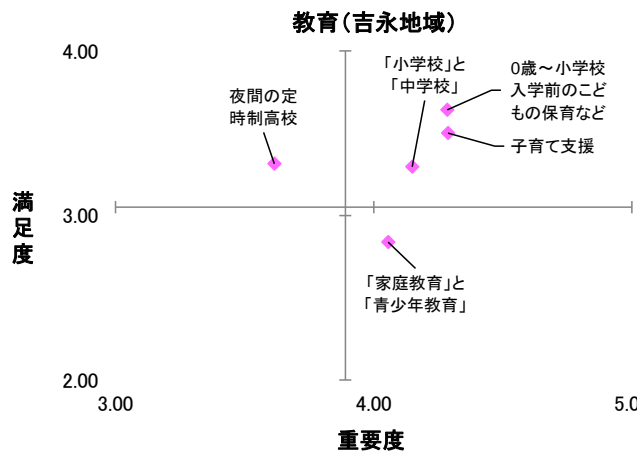 教育（吉永地域）
4.00
「小学校」と
「中学校」
0歳～小学校
入学前のこど
もの保育など
夜間の定
時制高校
子育て支援
満足度
3.00
「家庭教育」と
「青少年教育」
2.00
3.00
4.00
5.0
重要度